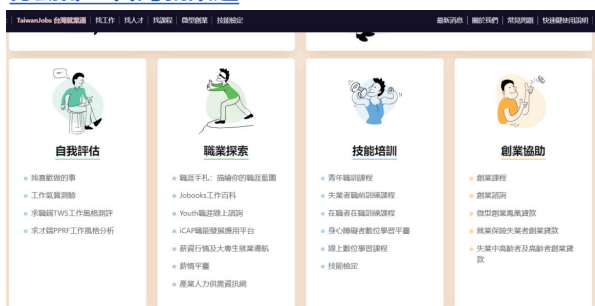 TaiwanJobs 台灣就業通 | 找工作 | 找人才 | 找課程 | 微型創業 | 技能檢定
最新消息 | 關於我們 | 常見問題 | 快速鍵使用說明
自我評估
我喜歡做的事
工作氣質測驗
求職端TWS工作風格測評
求才端PPRF工作風格分析
職業探索
職涯手札：描繪你的職涯藍圖
Jobooks工作百科
Youth職涯線上諮詢
iCAP職能發展應用平台
薪資行情及大專生就業導航
薪情平臺
產業人力供需資訊網
技能培訓
青年職訓課程
失業者職前訓練課程
在職者在職訓練課程
身心障礙者數位學習平臺
線上數位學習課程
技能檢定
創業協助
創業課程
創業諮詢
微型創業鳳凰貸款
就業保險失業者創業貸款
失業中高齡者及高齡者創業貸
款